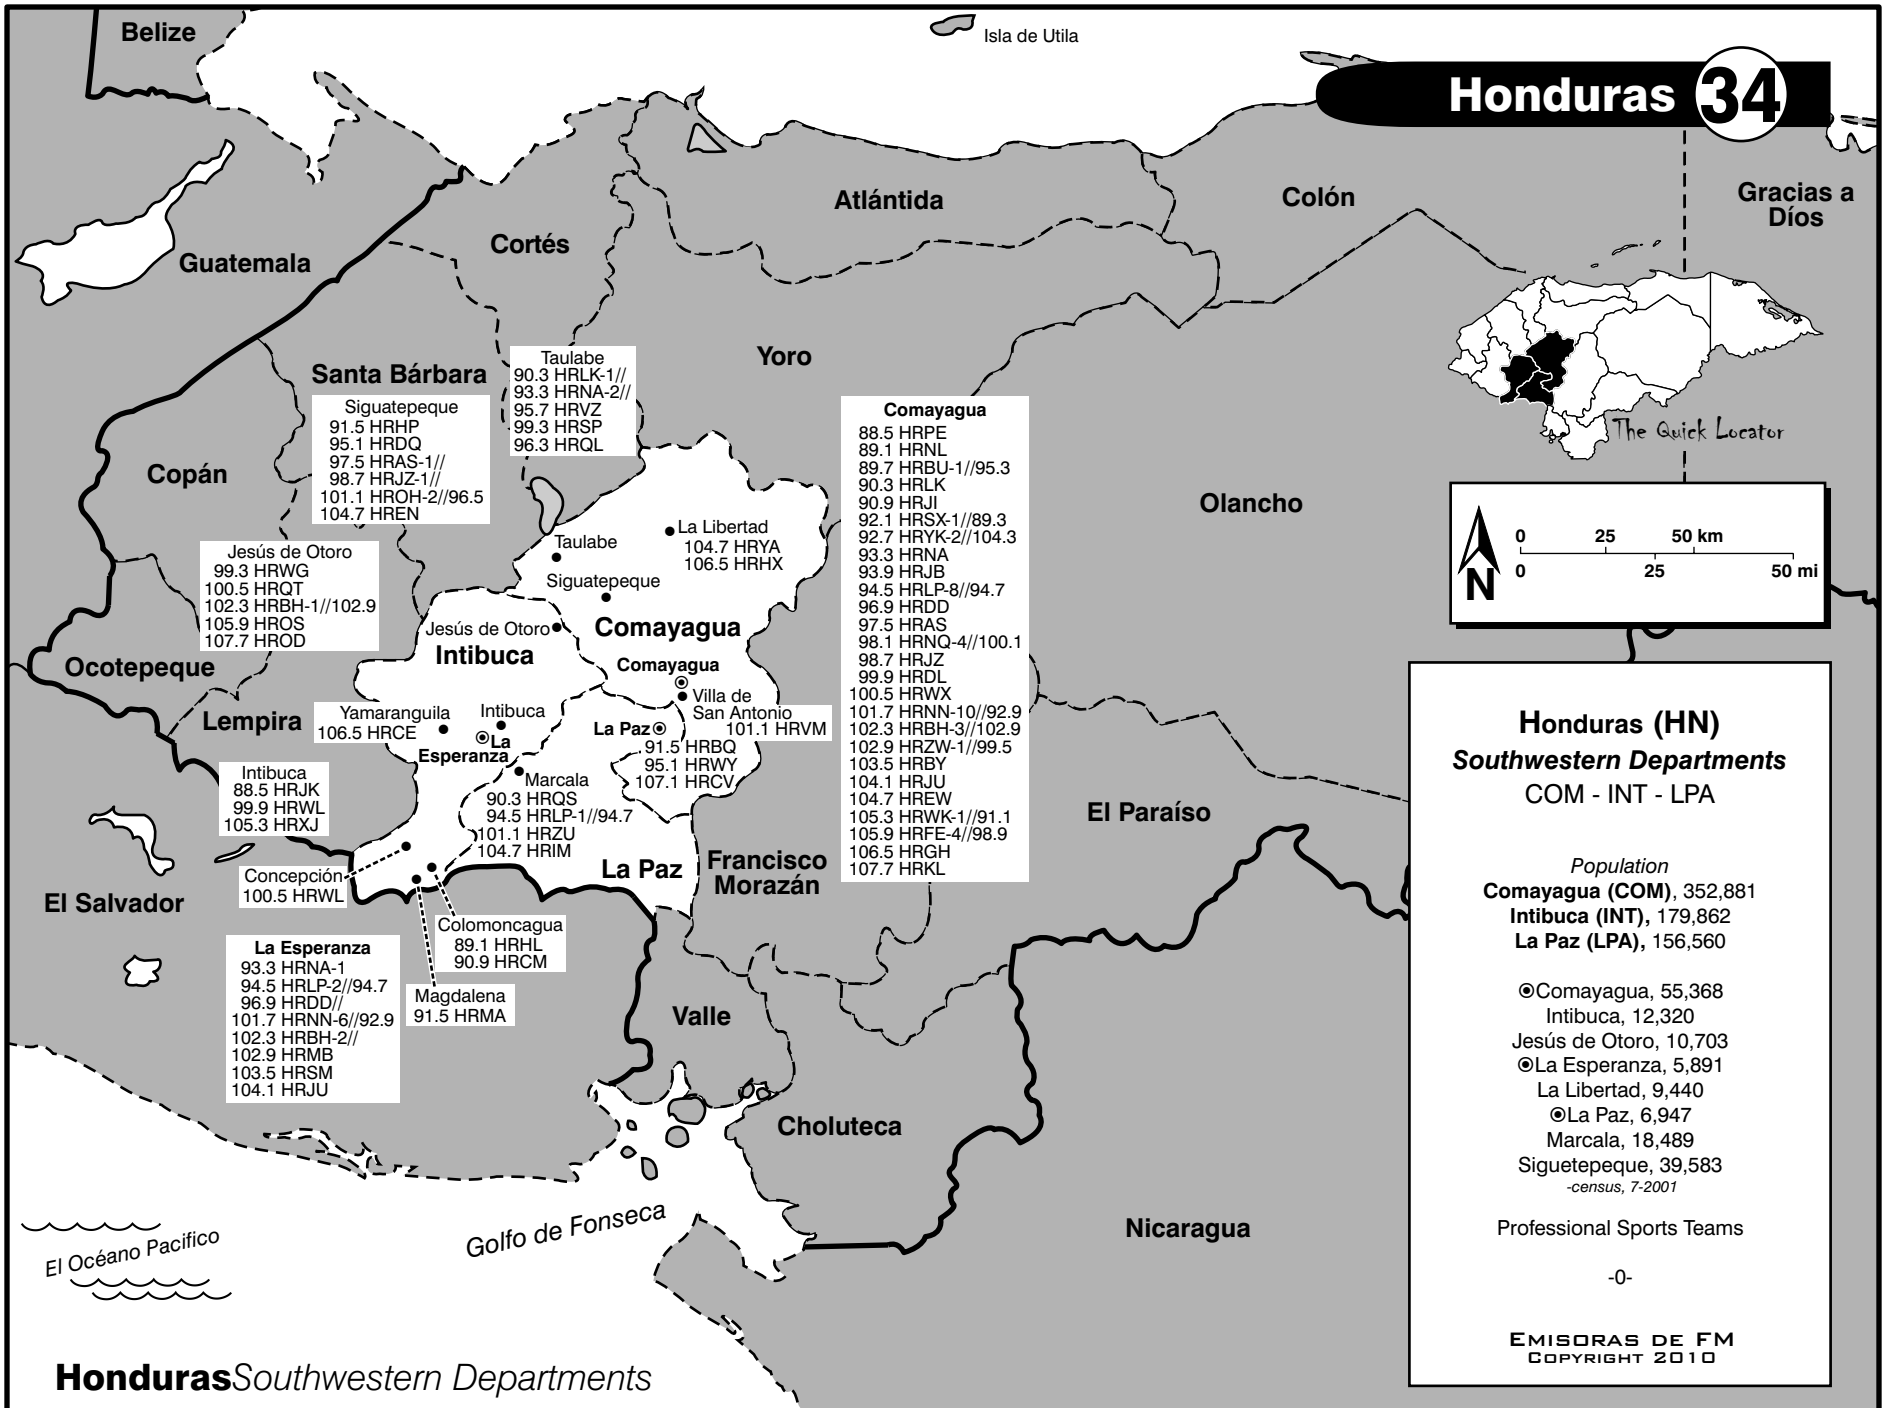 Belize
Isla de Utila
Honduras 34
Atlántida
Colón
Gracias a
Díos
Cortés
Guatemala
Yoro
Santa Bárbara
Taulabe
90.3 HRLK-1//
93.3 HRNA-2//
95.7 HRVZ
99.3 HRSP
96.3 HRQL
Siguatepeque
91.5 HRHP
95.1 HRDQ
97.5 HRAS-1//
98.7 HRJZ-1//
101.1 HROH-2//96.5
104.7 HREN
Comayagua
88.5 HRPE
89.1 HRNL
89.7 HRBU-1//95.3
90.3 HRLK
90.9 HRJI
92.1 HRSX-1//89.3
92.7 HRYK-2//104.3
93.3 HRNA
93.9 HRJB
94.5 HRLP-8//94.7
96.9 HRDD
97.5 HRAS
98.1 HRNQ-4//100.1
98.7 HRJZ
99.9 HRDL
100.5 HRWX
101.7 HRNN-10//92.9
102.3 HRBH-3//102.9
102.9 HRZW-1//99.5
103.5 HRBY
104.1 HRJU
104.7 HREW
105.3 HRWK-1//91.1
105.9 HRFE-4//98.9
106.5 HRGH
107.7 HRKL
The Quick Locator
Copán
Olancho
La Libertad
104.7 HRYA
106.5 HRHX
Taulabe
Siguatepeque
Jesús de Otoro
99.3 HRWG
100.5 HRQT
102.3 HRBH-1//102.9
105.9 HROS
107.7 HROD
0 25 50 km
0 25 50 mi
N
Jesús de Otoro
Comayagua
Intibuca
Comayagua
Ocotepeque
Lempira
Villa de
San Antonio
101.1 HRVM
Yamaranguila
106.5 HRCE
Intibuca
La
Esperanza
La Paz
91.5 HRBQ
95.1 HRWY
107.1 HRCV
Marcala
90.3 HRQS
94.5 HRLP-1//94.7
101.1 HRZU
104.7 HRIM
Intibuca
88.5 HRJK
99.9 HRWL
105.3 HRXJ
El Paraíso
La Paz
Francisco
Morazán
Concepción
100.5 HRWL
El Salvador
Colomoncagua
89.1 HRHL
90.9 HRCM
La Esperanza
93.3 HRNA-1
94.5 HRLP-2//94.7
96.9 HRDD//
101.7 HRNN-6//92.9
102.3 HRBH-2//
102.9 HRMB
103.5 HRSM
104.1 HRJU
Magdalena
91.5 HRMA
Valle
Choluteca
Nicaragua
Golfo de Fonseca
El Océano Pacifico
Honduras (HN)
Southwestern Departments
COM - INT - LPA
Population
Comayagua (COM), 352,881
Intibuca (INT), 179,862
La Paz (LPA), 156,560
Comayagua, 55,368
Intibuca, 12,320
Jesús de Otoro, 10,703
La Esperanza, 5,891
La Libertad, 9,440
La Paz, 6,947
Marcala, 18,489
Siguetepeque, 39,583
-census, 7-2001
Professional Sports Teams
-0-
EMISORAS DE FM
COPYRIGHT 2010
HondurasSouthwestern Departments